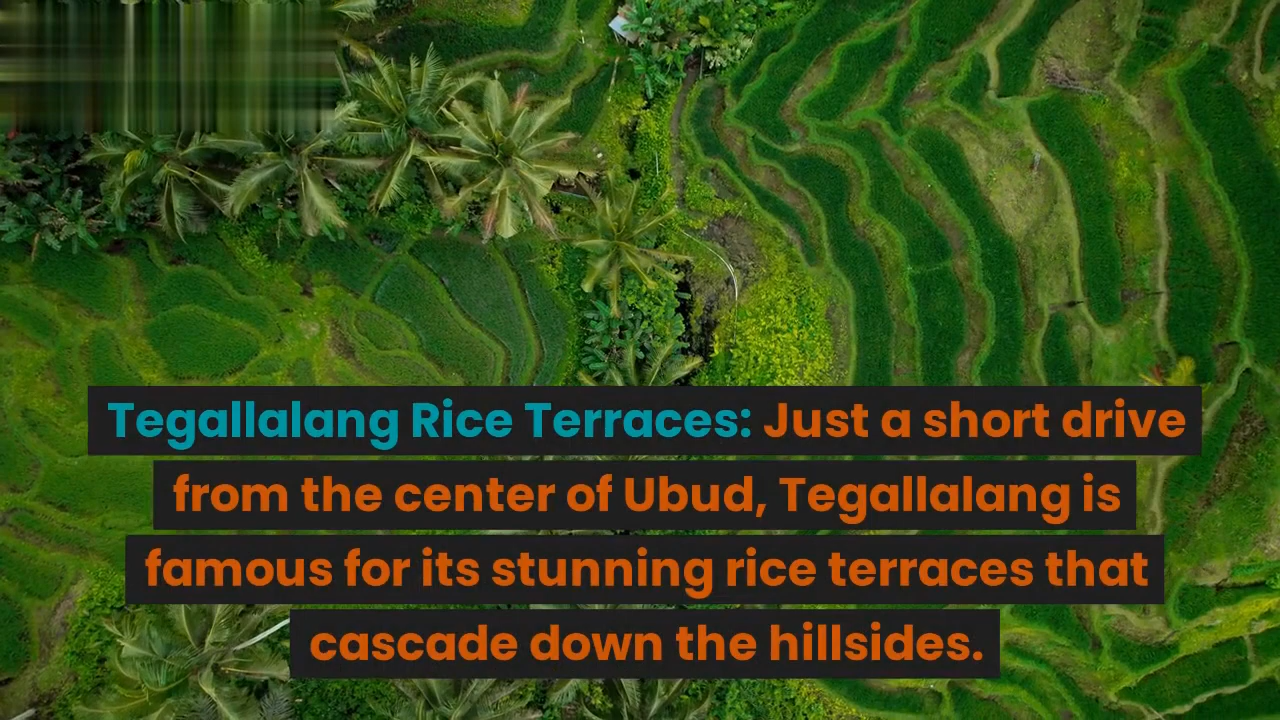 Tegallalang Rice Terraces: Just a short drive
from the center of Ubud, Tegallalang is
famous for its stunning rice terraces that
cascade down the hillsides.